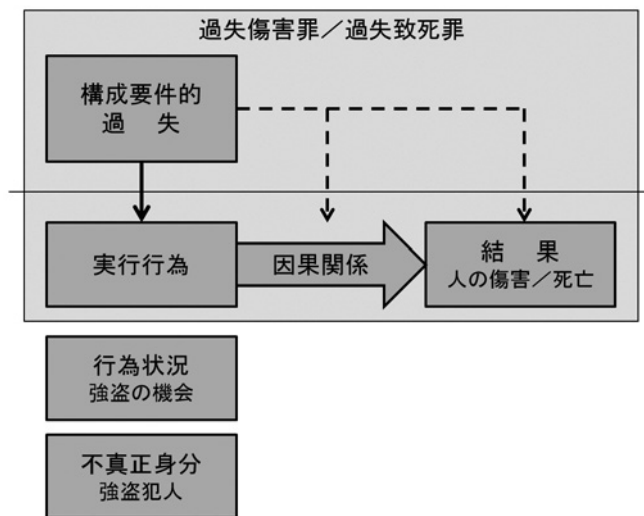 過失傷害罪／過失致死罪
構成要件的
過　失
実行行為
因果関係
結　果
人の傷害／死亡
行為状況
強盗の機会
不真正身分
強盗犯人